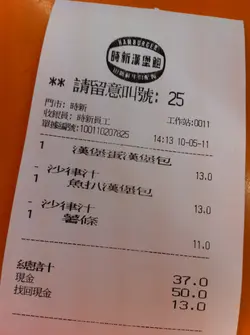 HAMBURGER
時新漢堡飽
** 請留意叫號: 25
門市: 時新
工作站:0011
收銀員: 時新員工
單據編號:100110207825
14:13 10-05-11
1 漢堡蛋漢堡包 13.0
- 沙律汁
1 魚扒漢堡包 13.0
- 沙律汁
1 薯條 11.0
總計 37.0
現金 50.0
找回現金 13.0